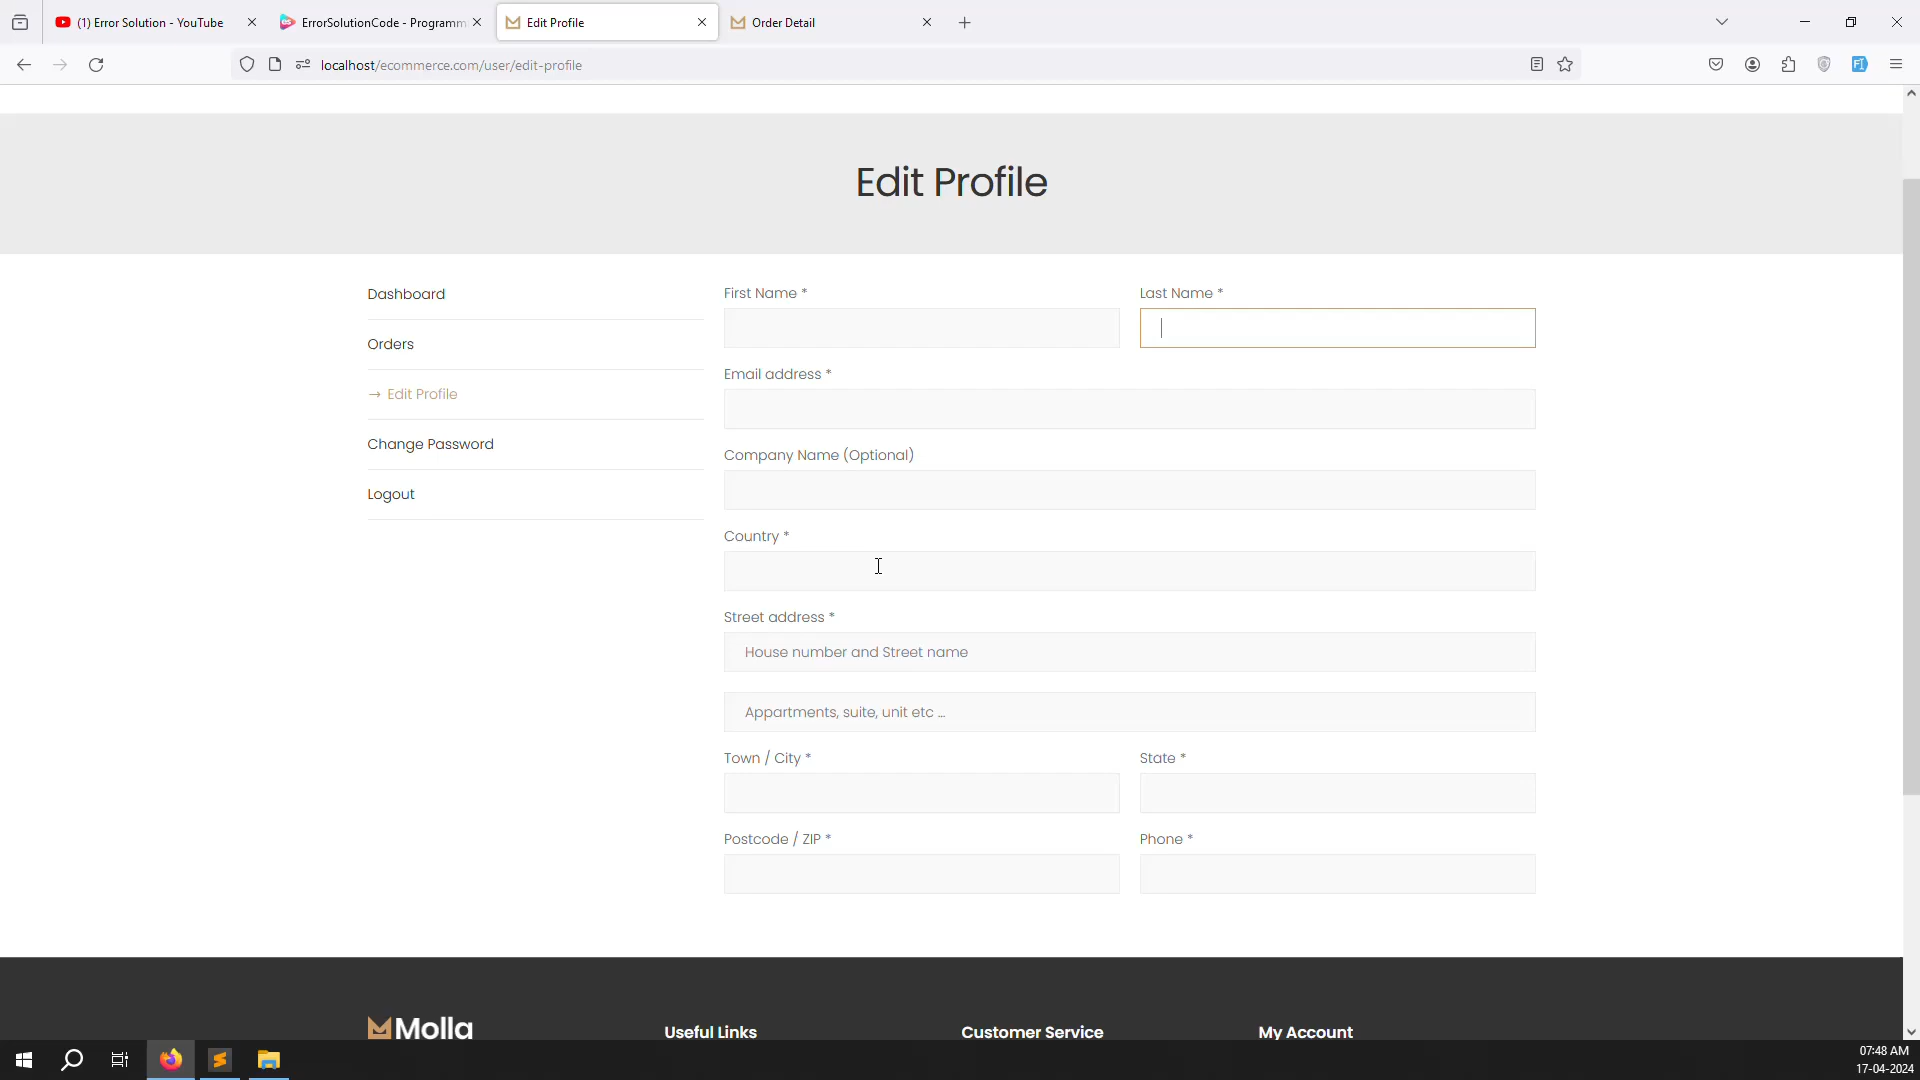 (1) Error Solution - YouTube
ErrorSolutionCode - Programm
Edit Profile
Order Detail
localhost/ecommerce.com/user/edit-profile
Edit Profile
Dashboard
Orders
→ Edit Profile
Change Password
Logout
First Name *
Last Name *
Email address *
Company Name (Optional)
Country *
Street address *
House number and Street name
Appartments, suite, unit etc ...
Town / City *
State *
Postcode / ZIP *
Phone *
Molla
Useful Links
Customer Service
My Account
07:48 AM
17-04-2024